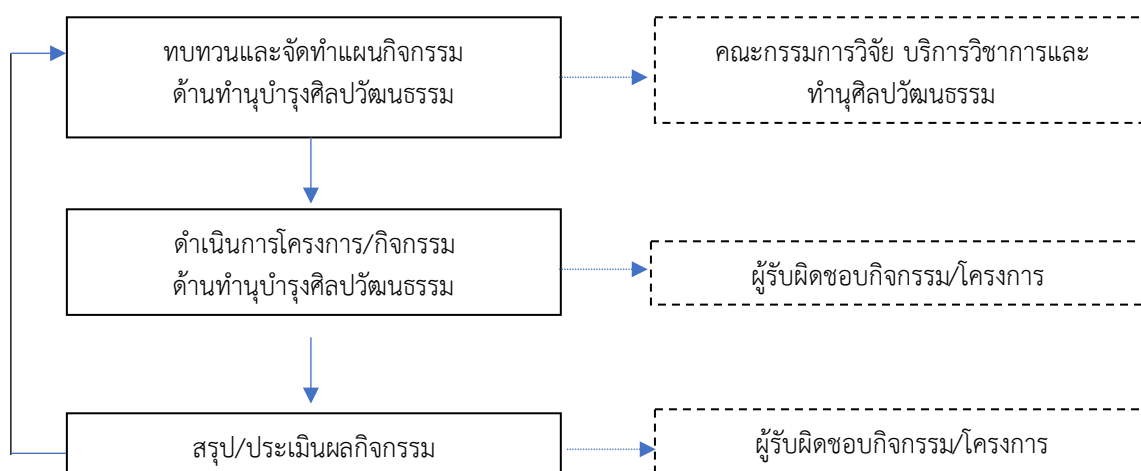 ทบทวนและจัดทำแผนกิจกรรม
ด้านทำนุบำรุงศิลปวัฒนธรรม
คณะกรรมการวิจัย บริการวิชาการและ
ทำนุศิลปวัฒนธรรม
ดำเนินการโครงการ/กิจกรรม
ด้านทำนุบำรุงศิลปวัฒนธรรม
ผู้รับผิดชอบกิจกรรม/โครงการ
สรุป/ประเมินผลกิจกรรม
ผู้รับผิดชอบกิจกรรม/โครงการ